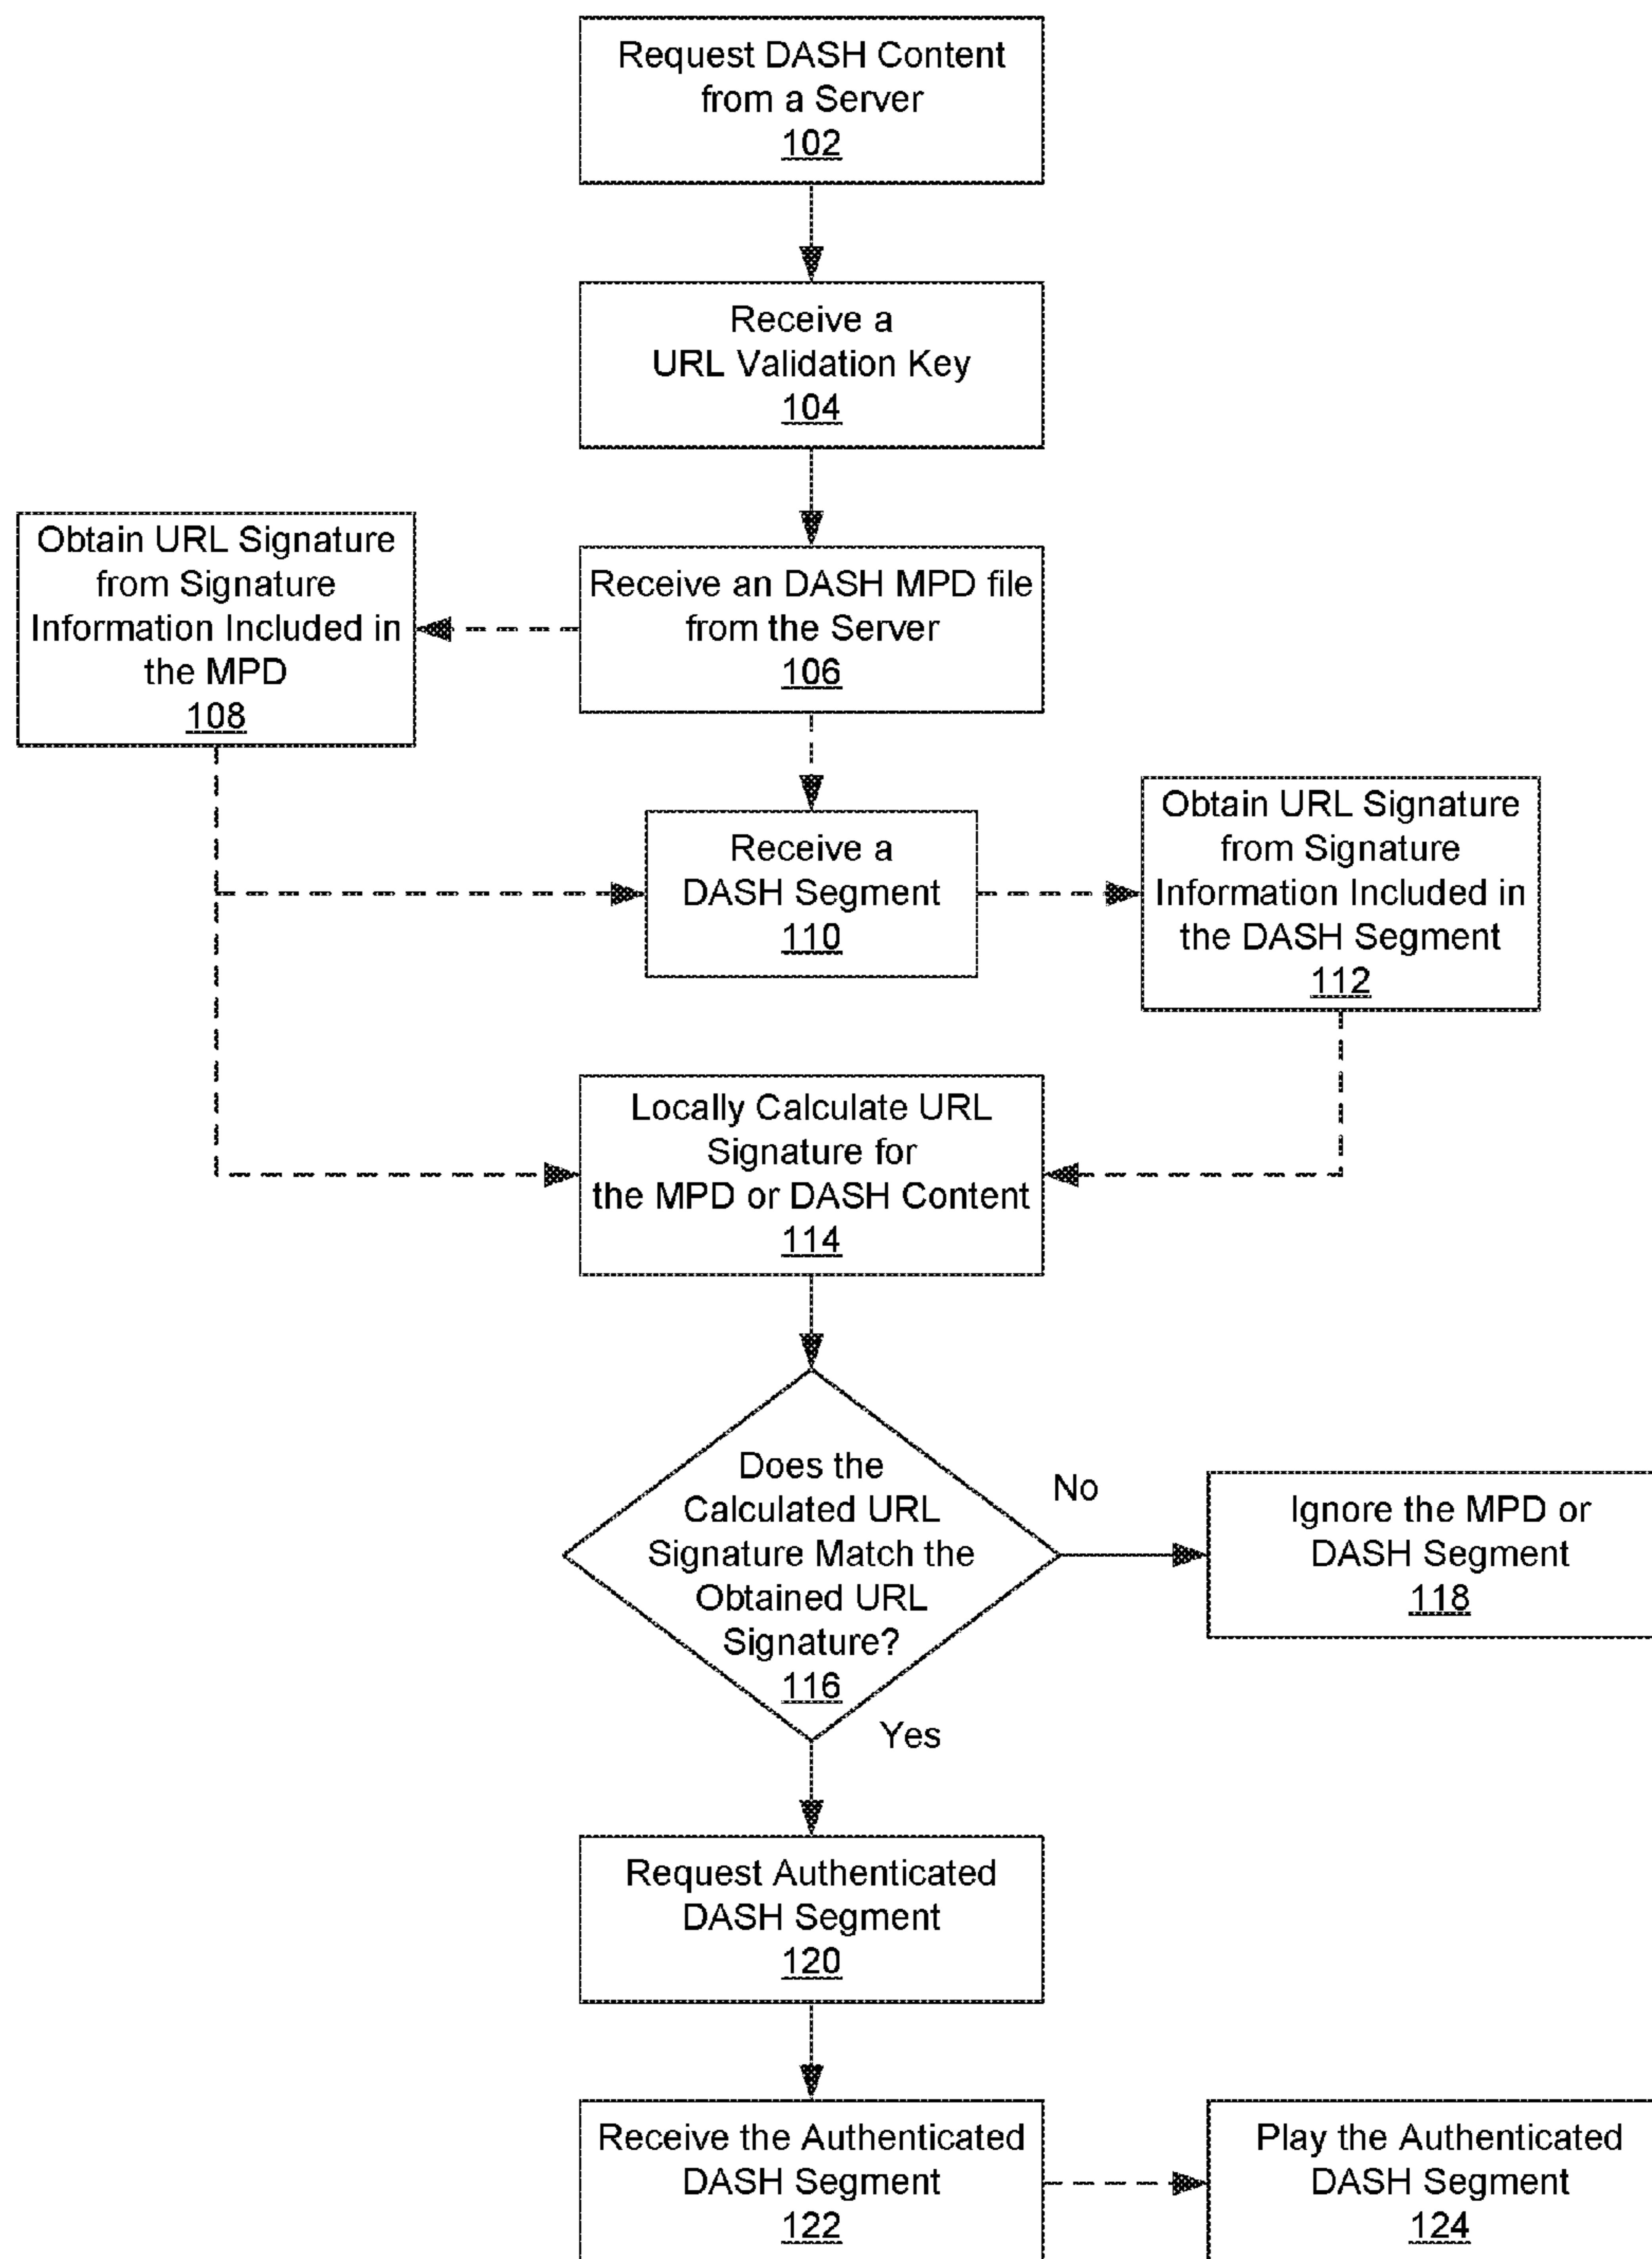 Request DASH Content
from a Server
102
Receive a
URL Validation Key
104
Obtain URL Signature
from Signature
Information Included in
the MPD
108
Receive an DASH MPD file
from the Server
106
Receive a
DASH Segment
110
Obtain URL Signature
from Signature
Information Included in
the DASH Segment
112
Locally Calculate URL
Signature for
the MPD or DASH Content
114
Does the
Calculated URL
Signature Match the
Obtained URL
Signature?
116
No
Ignore the MPD or
DASH Segment
118
Yes
Request Authenticated
DASH Segment
120
Receive the Authenticated
DASH Segment
122
Play the Authenticated
DASH Segment
124